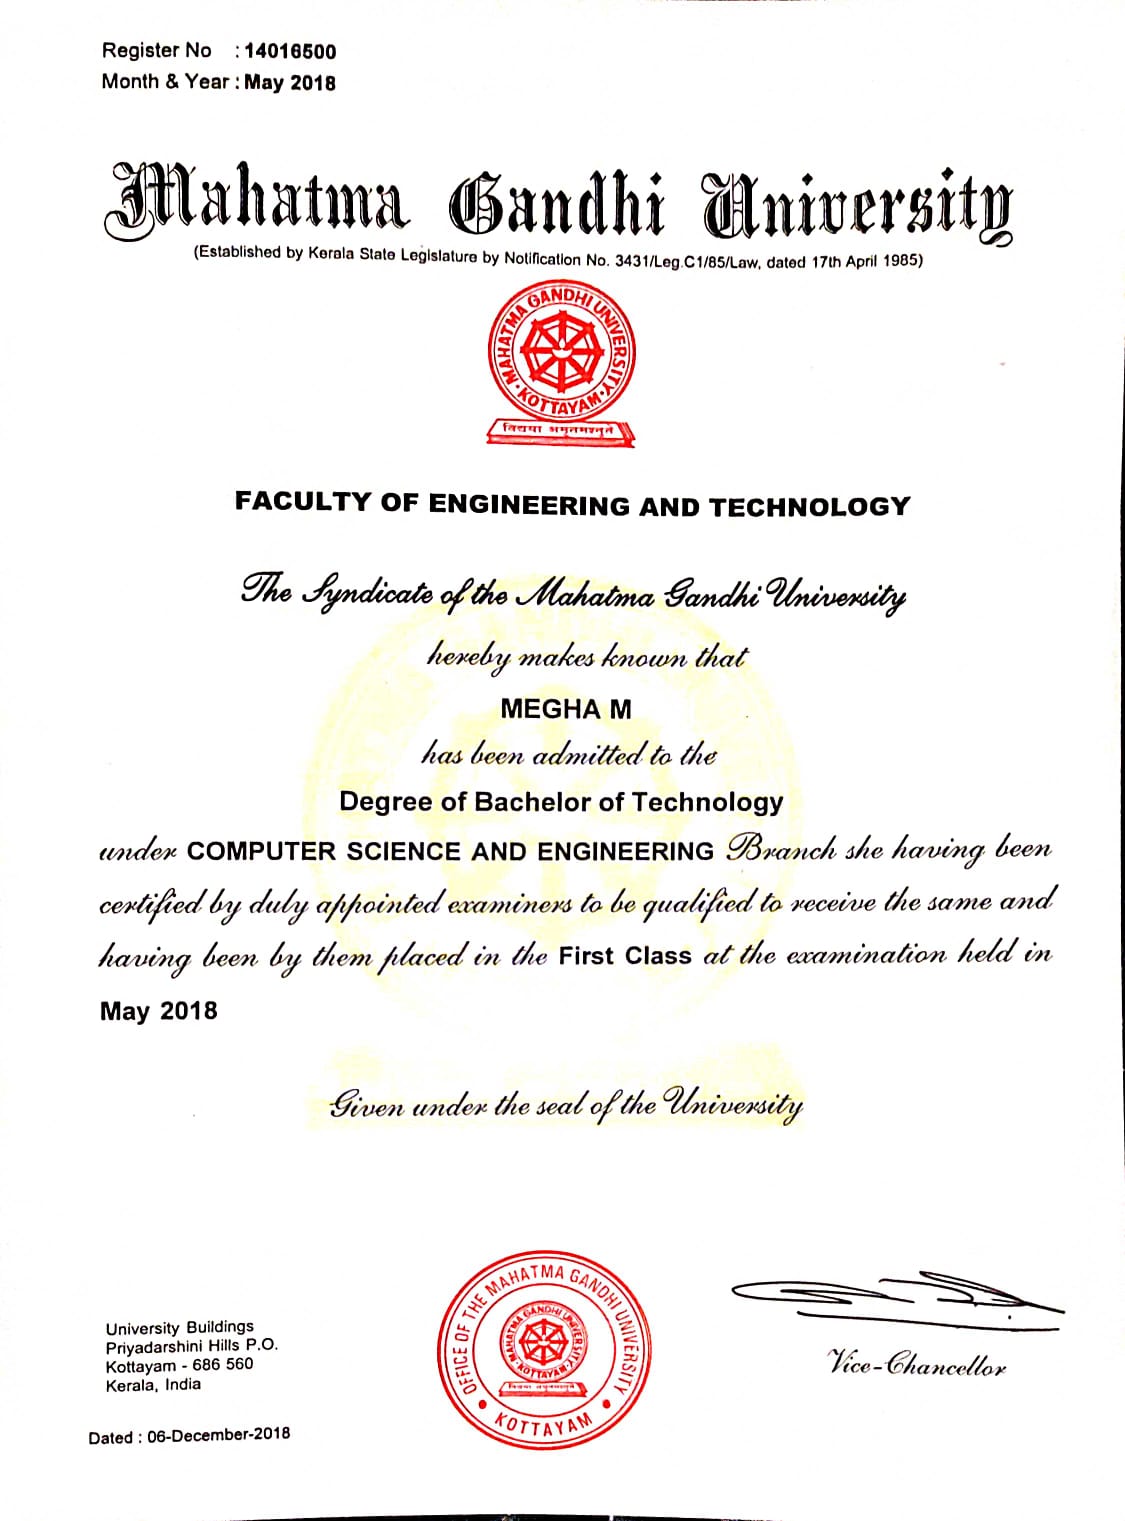 Register No : 14016500
Month & Year : May 2018
Mahatma Gandhi University
(Established by Kerala State Legislature by Notification No. 3431/Leg.C1/85/Law, dated 17th April 1985)
MAHATMA GANDHI UNIVERSITY
KOTTAYAM
विद्यया अमृतमश्नुते
FACULTY OF ENGINEERING AND TECHNOLOGY
The Syndicate of the Mahatma Gandhi University
hereby makes known that
MEGHA M
has been admitted to the
Degree of Bachelor of Technology
under COMPUTER SCIENCE AND ENGINEERING Branch she having been
certified by duly appointed examiners to be qualified to receive the same and
having been by them placed in the First Class at the examination held in
May 2018
Given under the seal of the University
OFFICE OF THE MAHATMA GANDHI UNIVERSITY
KOTTAYAM
MAHATMA GANDHI UNIVERSITY
KOTTAYAM
University Buildings
Priyadarshini Hills P.O.
Kottayam - 686 560
Kerala, India
Vice-Chancellor
Dated : 06-December-2018